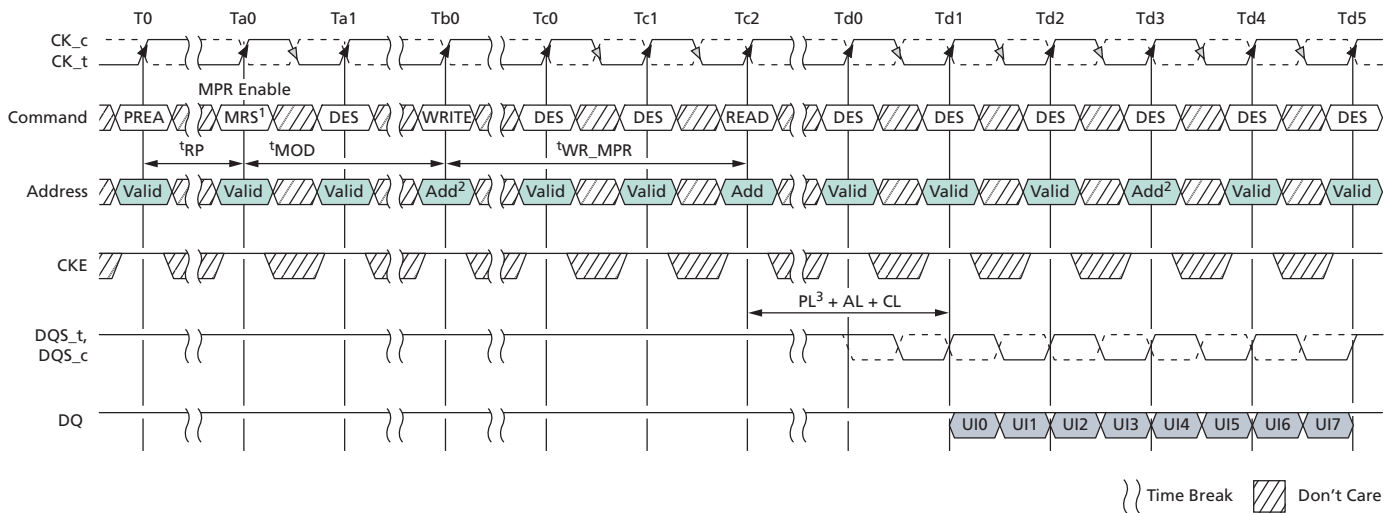 T0 Ta0 Ta1 Tb0 Tc0 Tc1 Tc2 Td0 Td1 Td2 Td3 Td4 Td5
CK_c
CK_t
MPR Enable
Command PREA MRS¹ DES WRITE DES DES READ DES DES DES DES DES DES
tRP tMOD tWR_MPR
Address Valid Valid Valid Add² Valid Valid Add Valid Valid Valid Add² Valid Valid
CKE
PL³ + AL + CL
DQS_t,
DQS_c
DQ UI0 UI1 UI2 UI3 UI4 UI5 UI6 UI7
Time Break Don't Care